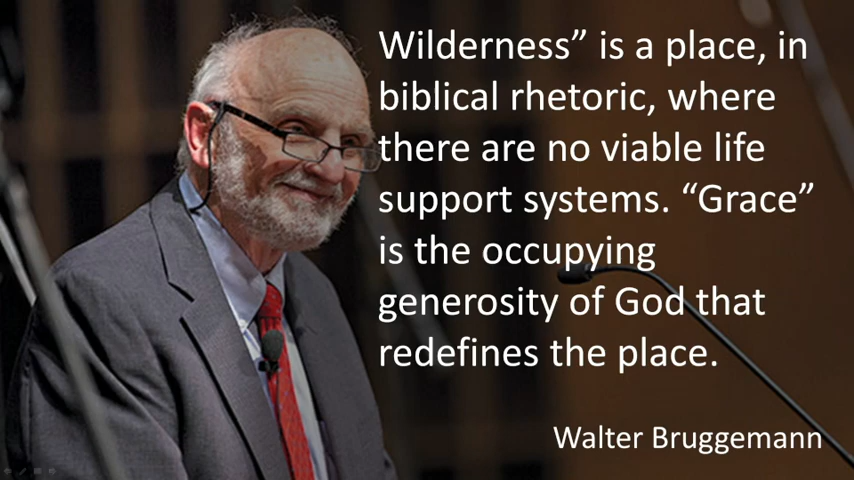 Wilderness” is a place, in
biblical rhetoric, where
there are no viable life
support systems. “Grace”
is the occupying
generosity of God that
redefines the place.
Walter Bruggemann